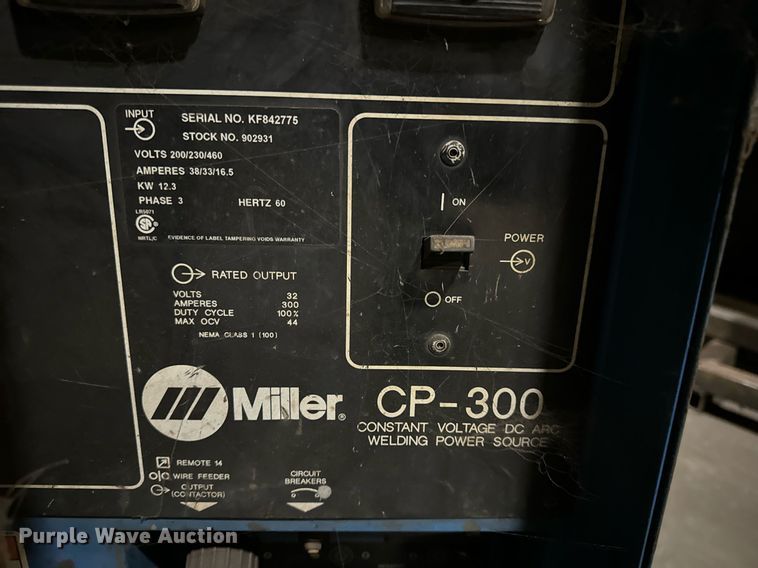 INPUT
SERIAL NO. KF842775
STOCK NO. 902931
VOLTS 200/230/460
AMPERES 38/33/16.5
KW 12.3
PHASE 3 HERTZ 60
LR5071
NRTL/C
EVIDENCE OF LABEL TAMPERING VOIDS WARRANTY
RATED OUTPUT
VOLTS 32
AMPERES 300
DUTY CYCLE 100%
MAX OCV 44
NEMA CLASS 1 (100)
ON
POWER
V
OFF
Miller®
CP-300
CONSTANT VOLTAGE DC ARC
WELDING POWER SOURCE
REMOTE 14
WIRE FEEDER
OUTPUT
(CONTACTOR)
CIRCUIT
BREAKERS
Purple Wave Auction